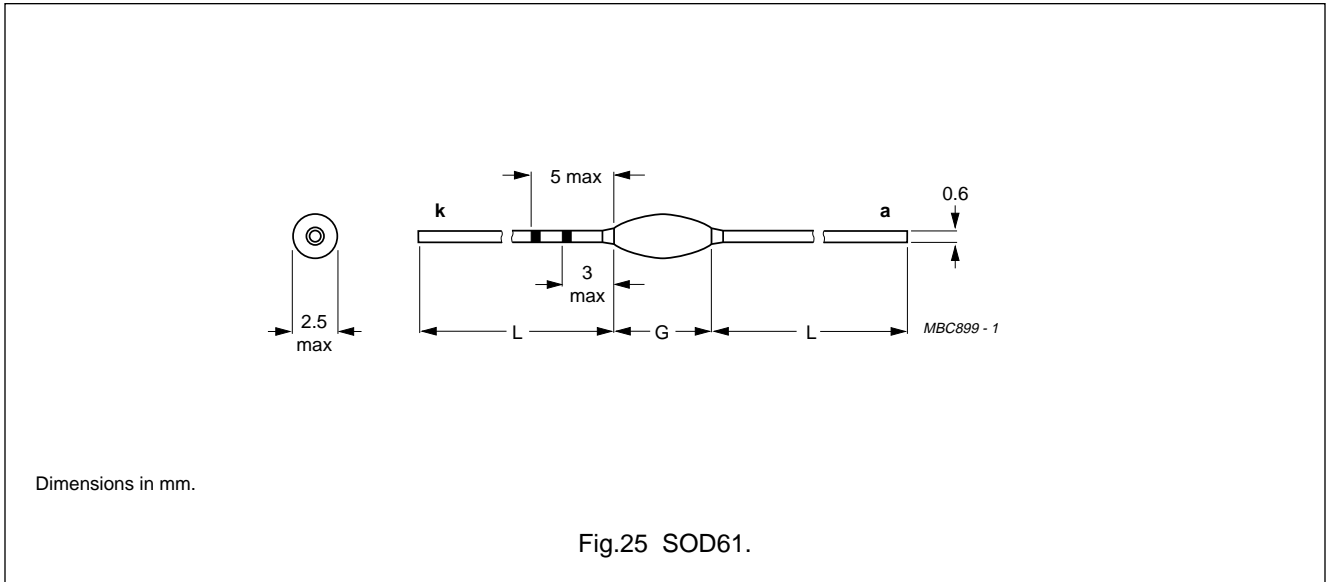 5 max
k
a
0.6
3
max
2.5
max
L
G
L
MBC899 - 1
Dimensions in mm.
Fig.25 SOD61.